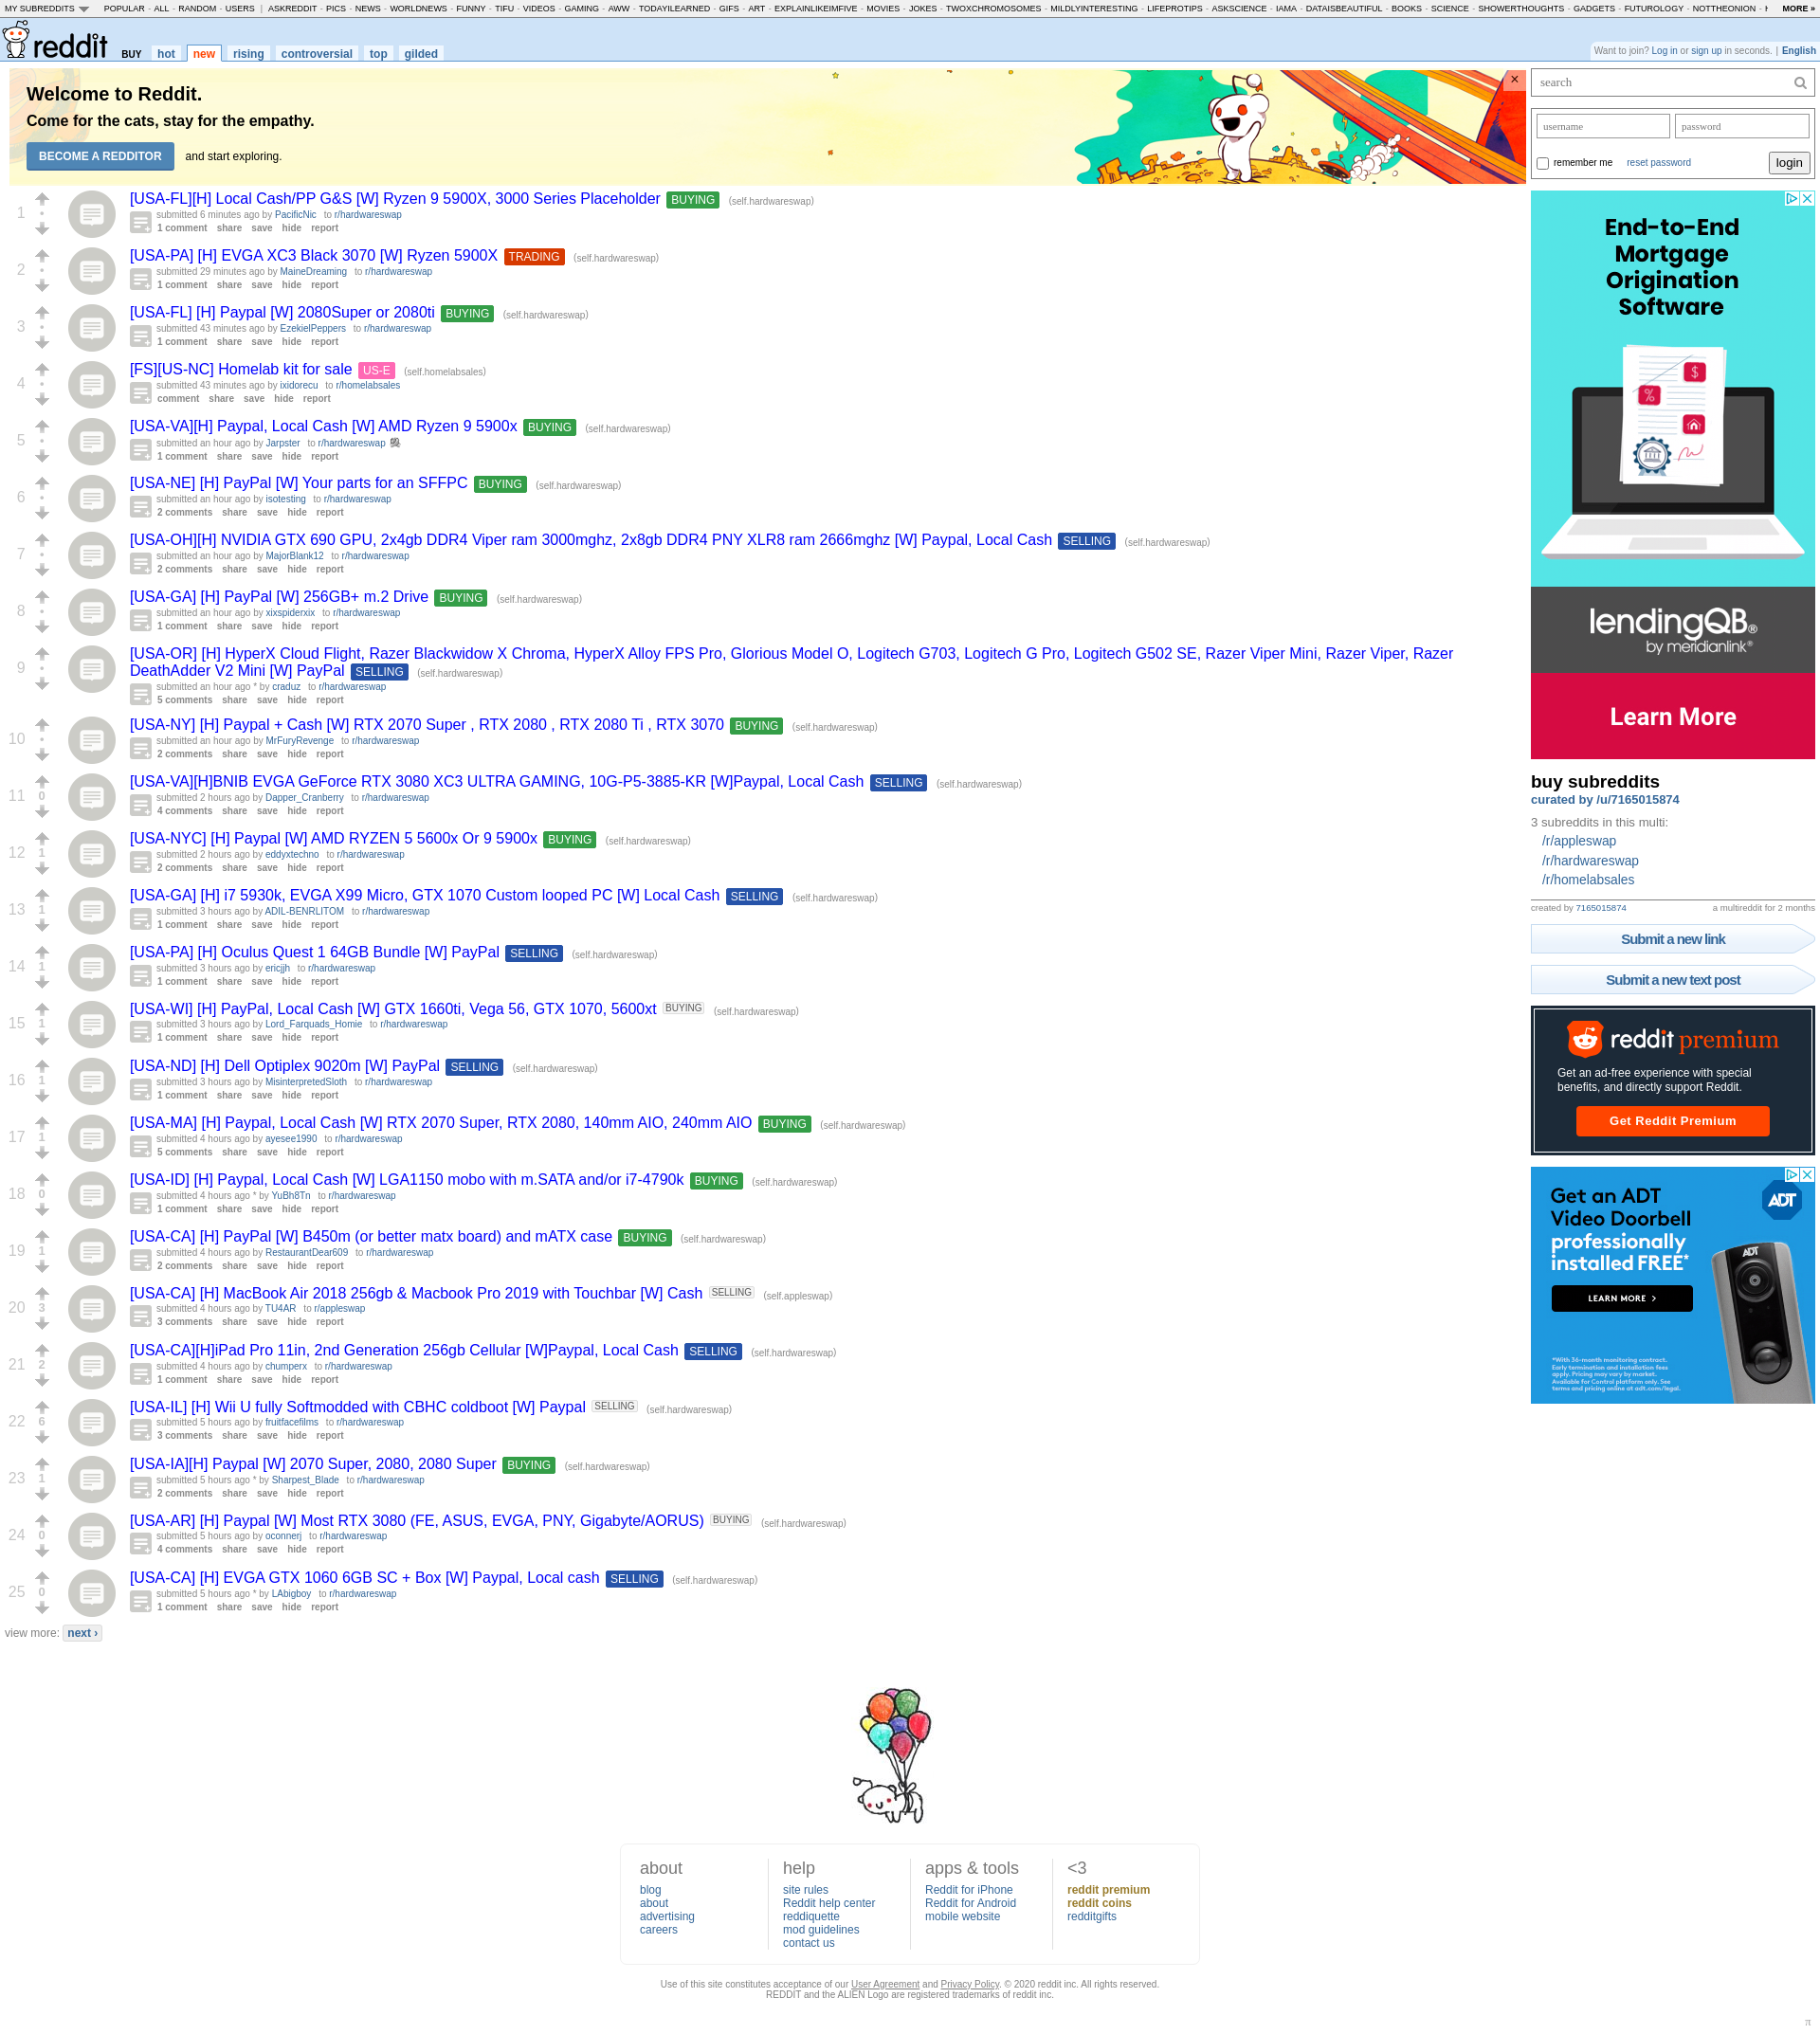 MY SUBREDDITS POPULAR - ALL - RANDOM - USERS | ASKREDDIT - PICS - NEWS - WORLDNEWS - FUNNY - TIFU - VIDEOS - GAMING - AWW - TODAYILEARNED - GIFS - ART - EXPLAINLIKEIMFIVE - MOVIES - JOKES - TWOXCHROMOSOMES - MILDLYINTERESTING - LIFEPROTIPS - ASKSCIENCE - IAMA - DATAISBEAUTIFUL - BOOKS - SCIENCE - SHOWERTHOUGHTS - GADGETS - FUTUROLOGY - NOTTHEONION - MORE »
reddit BUY hot new rising controversial top gilded
Want to join? Log in or sign up in seconds. | English
Welcome to Reddit.
Come for the cats, stay for the empathy.
BECOME A REDDITOR and start exploring.
×
1
[USA-FL][H] Local Cash/PP G&S [W] Ryzen 9 5900X, 3000 Series Placeholder BUYING (self.hardwareswap)
submitted 6 minutes ago by PacificNic to r/hardwareswap
1 comment share save hide report
2
[USA-PA] [H] EVGA XC3 Black 3070 [W] Ryzen 5900X TRADING (self.hardwareswap)
submitted 29 minutes ago by MaineDreaming to r/hardwareswap
1 comment share save hide report
3
[USA-FL] [H] Paypal [W] 2080Super or 2080ti BUYING (self.hardwareswap)
submitted 43 minutes ago by EzekielPeppers to r/hardwareswap
1 comment share save hide report
4
[FS][US-NC] Homelab kit for sale US-E (self.homelabsales)
submitted 43 minutes ago by ixidorecu to r/homelabsales
comment share save hide report
5
[USA-VA][H] Paypal, Local Cash [W] AMD Ryzen 9 5900x BUYING (self.hardwareswap)
submitted an hour ago by Jarpster to r/hardwareswap
1 comment share save hide report
6
[USA-NE] [H] PayPal [W] Your parts for an SFFPC BUYING (self.hardwareswap)
submitted an hour ago by isotesting to r/hardwareswap
2 comments share save hide report
7
[USA-OH][H] NVIDIA GTX 690 GPU, 2x4gb DDR4 Viper ram 3000mghz, 2x8gb DDR4 PNY XLR8 ram 2666mghz [W] Paypal, Local Cash SELLING (self.hardwareswap)
submitted an hour ago by MajorBlank12 to r/hardwareswap
2 comments share save hide report
8
[USA-GA] [H] PayPal [W] 256GB+ m.2 Drive BUYING (self.hardwareswap)
submitted an hour ago by xixspiderxix to r/hardwareswap
1 comment share save hide report
9
[USA-OR] [H] HyperX Cloud Flight, Razer Blackwidow X Chroma, HyperX Alloy FPS Pro, Glorious Model O, Logitech G703, Logitech G Pro, Logitech G502 SE, Razer Viper Mini, Razer Viper, Razer
DeathAdder V2 Mini [W] PayPal SELLING (self.hardwareswap)
submitted an hour ago * by craduz to r/hardwareswap
5 comments share save hide report
10
[USA-NY] [H] Paypal + Cash [W] RTX 2070 Super , RTX 2080 , RTX 2080 Ti , RTX 3070 BUYING (self.hardwareswap)
submitted an hour ago by MrFuryRevenge to r/hardwareswap
2 comments share save hide report
11 0
[USA-VA][H]BNIB EVGA GeForce RTX 3080 XC3 ULTRA GAMING, 10G-P5-3885-KR [W]Paypal, Local Cash SELLING (self.hardwareswap)
submitted 2 hours ago by Dapper_Cranberry to r/hardwareswap
4 comments share save hide report
12 1
[USA-NYC] [H] Paypal [W] AMD RYZEN 5 5600x Or 9 5900x BUYING (self.hardwareswap)
submitted 2 hours ago by eddyxtechno to r/hardwareswap
2 comments share save hide report
13 1
[USA-GA] [H] i7 5930k, EVGA X99 Micro, GTX 1070 Custom looped PC [W] Local Cash SELLING (self.hardwareswap)
submitted 3 hours ago by ADIL-BENRLITOM to r/hardwareswap
1 comment share save hide report
14 1
[USA-PA] [H] Oculus Quest 1 64GB Bundle [W] PayPal SELLING (self.hardwareswap)
submitted 3 hours ago by ericjjh to r/hardwareswap
1 comment share save hide report
15 1
[USA-WI] [H] PayPal, Local Cash [W] GTX 1660ti, Vega 56, GTX 1070, 5600xt BUYING (self.hardwareswap)
submitted 3 hours ago by Lord_Farquads_Homie to r/hardwareswap
1 comment share save hide report
16 1
[USA-ND] [H] Dell Optiplex 9020m [W] PayPal SELLING (self.hardwareswap)
submitted 3 hours ago by MisinterpretedSloth to r/hardwareswap
1 comment share save hide report
17 1
[USA-MA] [H] Paypal, Local Cash [W] RTX 2070 Super, RTX 2080, 140mm AIO, 240mm AIO BUYING (self.hardwareswap)
submitted 4 hours ago by ayesee1990 to r/hardwareswap
5 comments share save hide report
18 0
[USA-ID] [H] Paypal, Local Cash [W] LGA1150 mobo with m.SATA and/or i7-4790k BUYING (self.hardwareswap)
submitted 4 hours ago * by YuBh8Tn to r/hardwareswap
1 comment share save hide report
19 1
[USA-CA] [H] PayPal [W] B450m (or better matx board) and mATX case BUYING (self.hardwareswap)
submitted 4 hours ago by RestaurantDear609 to r/hardwareswap
2 comments share save hide report
20 3
[USA-CA] [H] MacBook Air 2018 256gb & Macbook Pro 2019 with Touchbar [W] Cash SELLING (self.appleswap)
submitted 4 hours ago by TU4AR to r/appleswap
3 comments share save hide report
21 2
[USA-CA][H]iPad Pro 11in, 2nd Generation 256gb Cellular [W]Paypal, Local Cash SELLING (self.hardwareswap)
submitted 4 hours ago by chumperx to r/hardwareswap
1 comment share save hide report
22 6
[USA-IL] [H] Wii U fully Softmodded with CBHC coldboot [W] Paypal SELLING (self.hardwareswap)
submitted 5 hours ago by fruitfacefilms to r/hardwareswap
3 comments share save hide report
23 1
[USA-IA][H] Paypal [W] 2070 Super, 2080, 2080 Super BUYING (self.hardwareswap)
submitted 5 hours ago * by Sharpest_Blade to r/hardwareswap
2 comments share save hide report
24 0
[USA-AR] [H] Paypal [W] Most RTX 3080 (FE, ASUS, EVGA, PNY, Gigabyte/AORUS) BUYING (self.hardwareswap)
submitted 5 hours ago by oconnerj to r/hardwareswap
4 comments share save hide report
25 0
[USA-CA] [H] EVGA GTX 1060 6GB SC + Box [W] Paypal, Local cash SELLING (self.hardwareswap)
submitted 5 hours ago * by LAbigboy to r/hardwareswap
1 comment share save hide report
view more: next ›
search
username password
remember me reset password login
End-to-End
Mortgage
Origination
Software
$
%
lendingQB®
by meridianlink®
Learn More
buy subreddits
curated by /u/7165015874
3 subreddits in this multi:
/r/appleswap
/r/hardwareswap
/r/homelabsales
created by 7165015874 a multireddit for 2 months
Submit a new link
Submit a new text post
reddit premium
Get an ad-free experience with special
benefits, and directly support Reddit.
Get Reddit Premium
Get an ADT
Video Doorbell
professionally
installed FREE*
ADT
ADT
LEARN MORE >
*With 36-month monitoring contract.
Early termination and installation fees
apply. Pricing may vary by market.
Available for Control platform only. See
terms and pricing online at adt.com/legal.
about
blog
about
advertising
careers
help
site rules
Reddit help center
reddiquette
mod guidelines
contact us
apps & tools
Reddit for iPhone
Reddit for Android
mobile website
<3
reddit premium
reddit coins
redditgifts
Use of this site constitutes acceptance of our User Agreement and Privacy Policy. © 2020 reddit inc. All rights reserved.
REDDIT and the ALIEN Logo are registered trademarks of reddit inc.
π